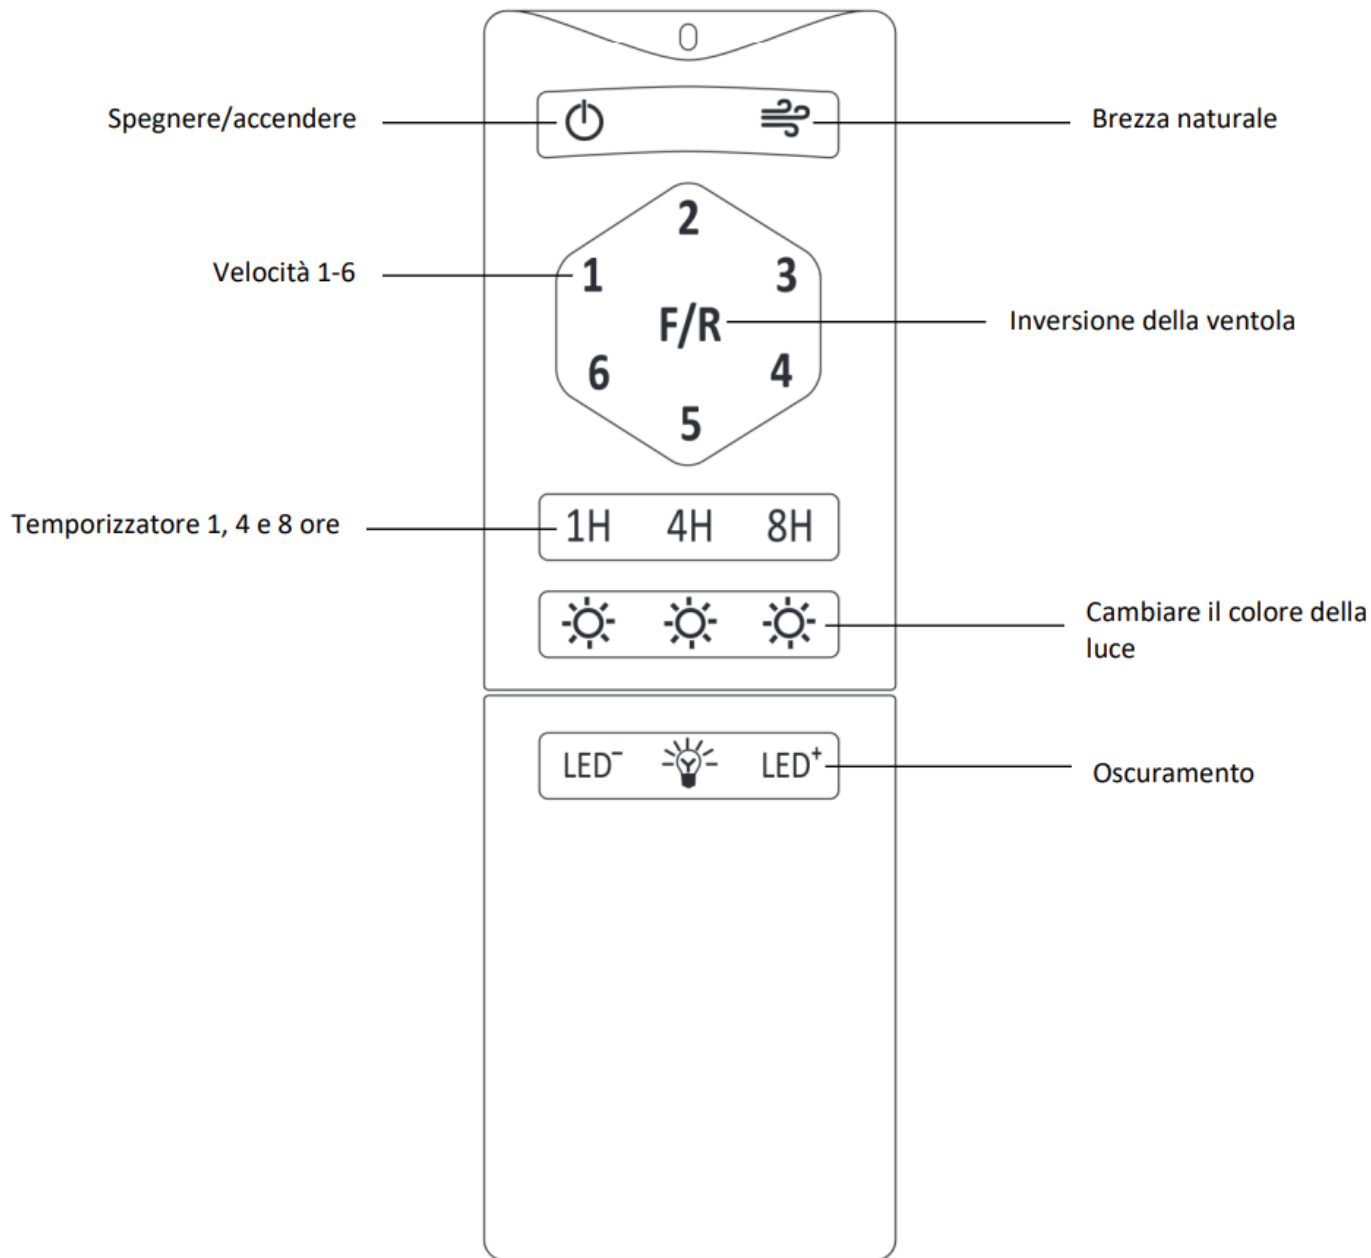 Spegnere/accendere
Brezza naturale
2
Velocità 1-6
1
3
F/R
Inversione della ventola
6
4
5
Temporizzatore 1, 4 e 8 ore
1H 4H 8H
Cambiare il colore della
luce
LED⁻ LED⁺
Oscuramento